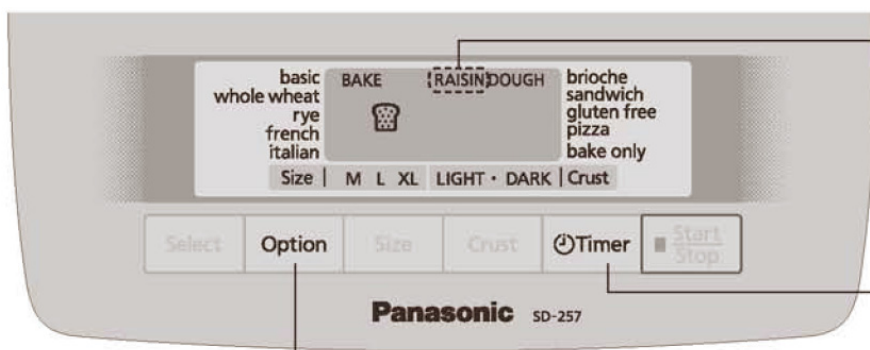 basic BAKE RAISIN DOUGH brioche
whole wheat sandwich
rye gluten free
french pizza
italian bake only
Size | M L XL LIGHT · DARK | Crust
Select Option Size Crust Timer Start
Stop
Panasonic SD-257